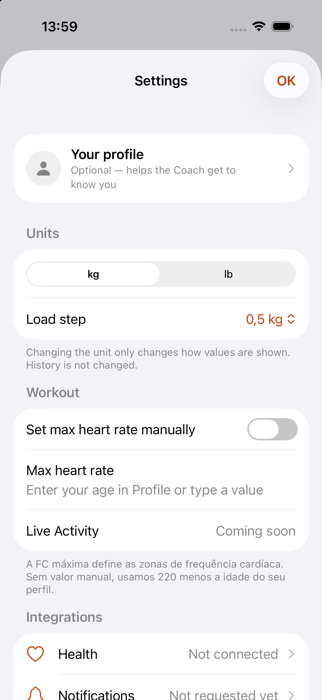 13:59
Settings
OK
Your profile
Optional — helps the Coach get to
know you
Units
kg
lb
Load step
0,5 kg
Changing the unit only changes how values are shown.
History is not changed.
Workout
Set max heart rate manually
Max heart rate
Enter your age in Profile or type a value
Live Activity
Coming soon
A FC máxima define as zonas de frequência cardíaca.
Sem valor manual, usamos 220 menos a idade do seu
perfil.
Integrations
Health
Not connected
Notifications
Not requested yet